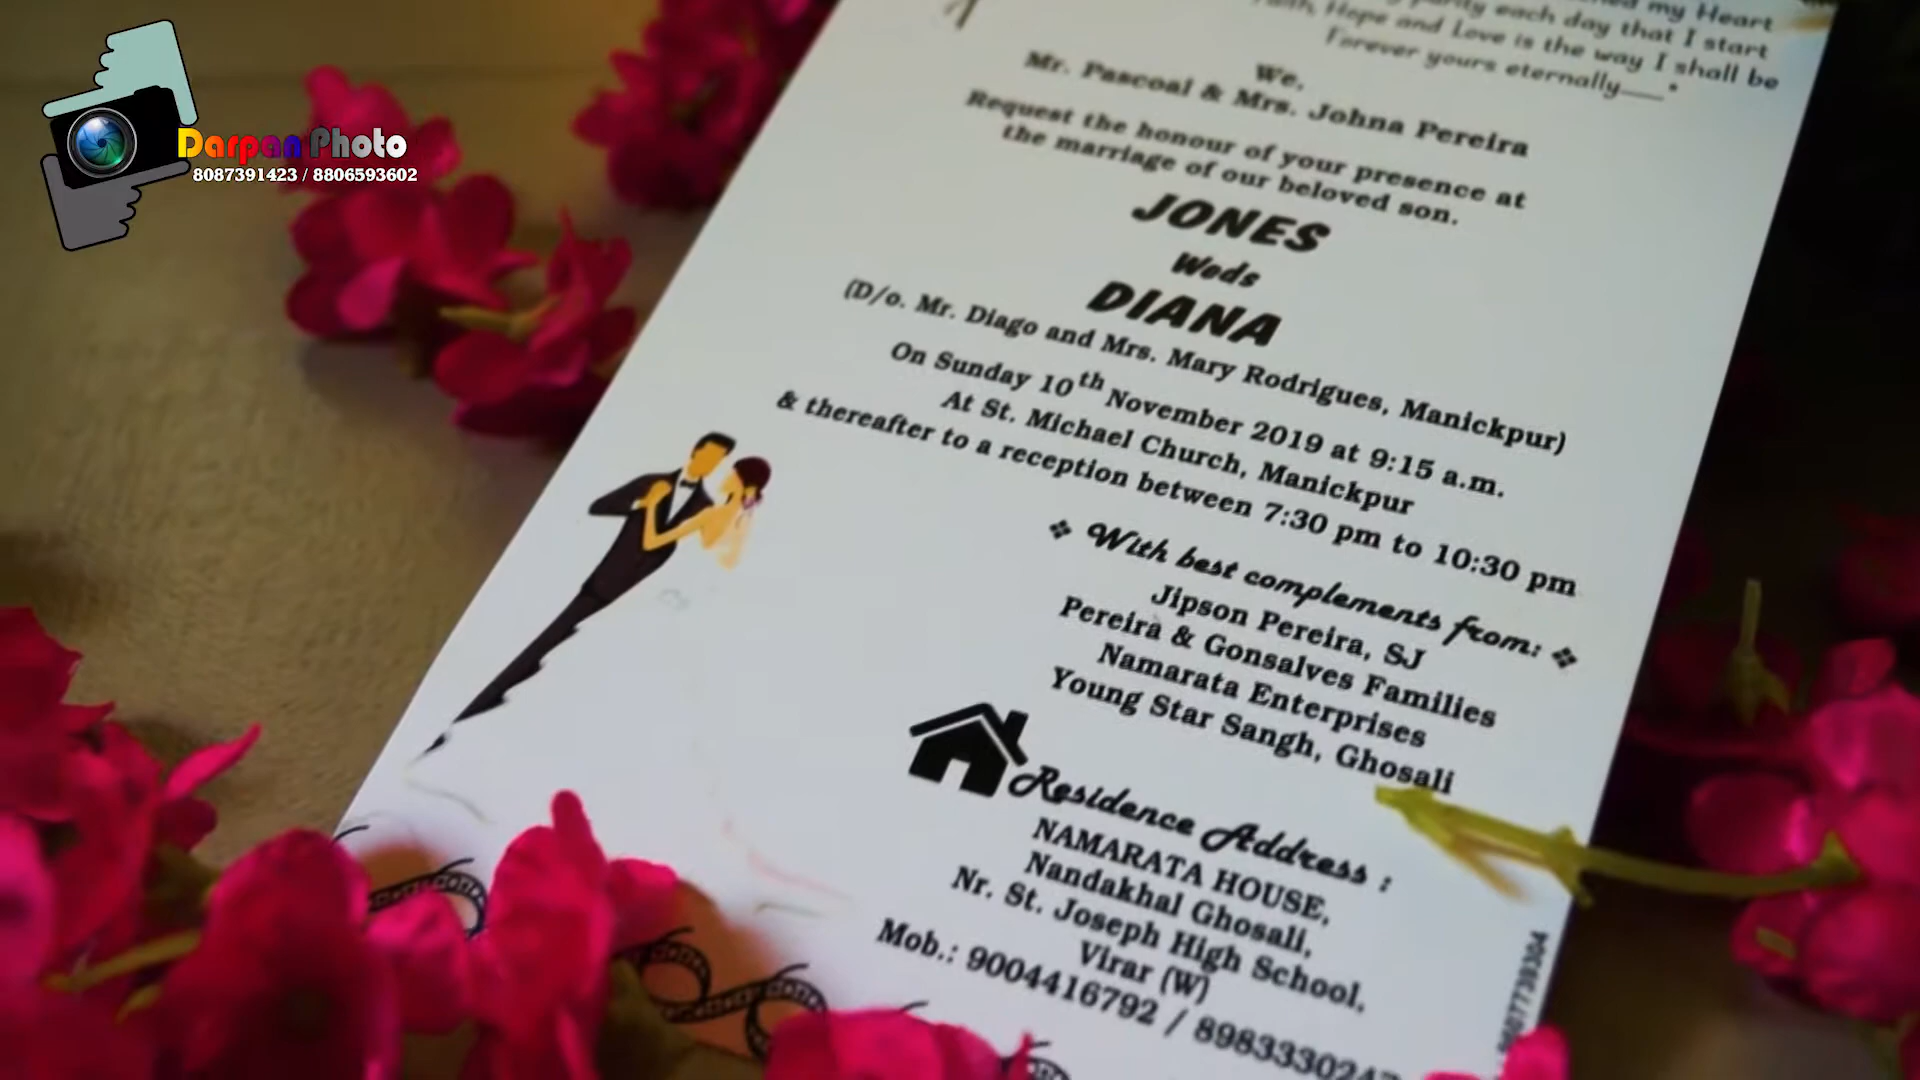 Darpan Photo
8087391423 / 8806593602
my Heart
each day that I start
Faith, Hope and Love is the way I shall be
Forever yours eternally
We,
Mr. Pascoal & Mrs. Johna Pereira
Request the honour of your presence at
the marriage of our beloved son.
JONES
Weds
DIANA
(D/o. Mr. Diago and Mrs. Mary Rodrigues, Manickpur)
On Sunday 10th November 2019 at 9:15 a.m.
At St. Michael Church, Manickpur
& thereafter to a reception between 7:30 pm to 10:30 pm
❖ With best complements from: ❖
Jipson Pereira, SJ
Pereira & Gonsalves Families
Namarata Enterprises
Young Star Sangh, Ghosali
Residence Address :
NAMARATA HOUSE,
Nandakhal Ghosali,
Nr. St. Joseph High School,
Virar (W)
Mob.: 9004416792 /